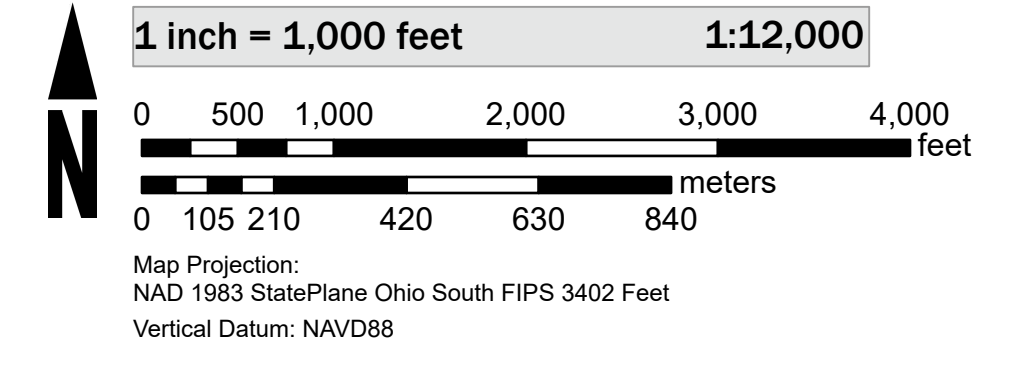 1 inch = 1,000 feet 1:12,000
0 500 1,000 2,000 3,000 4,000
feet
meters
0 105 210 420 630 840
N
Map Projection:
NAD 1983 StatePlane Ohio South FIPS 3402 Feet
Vertical Datum: NAVD88